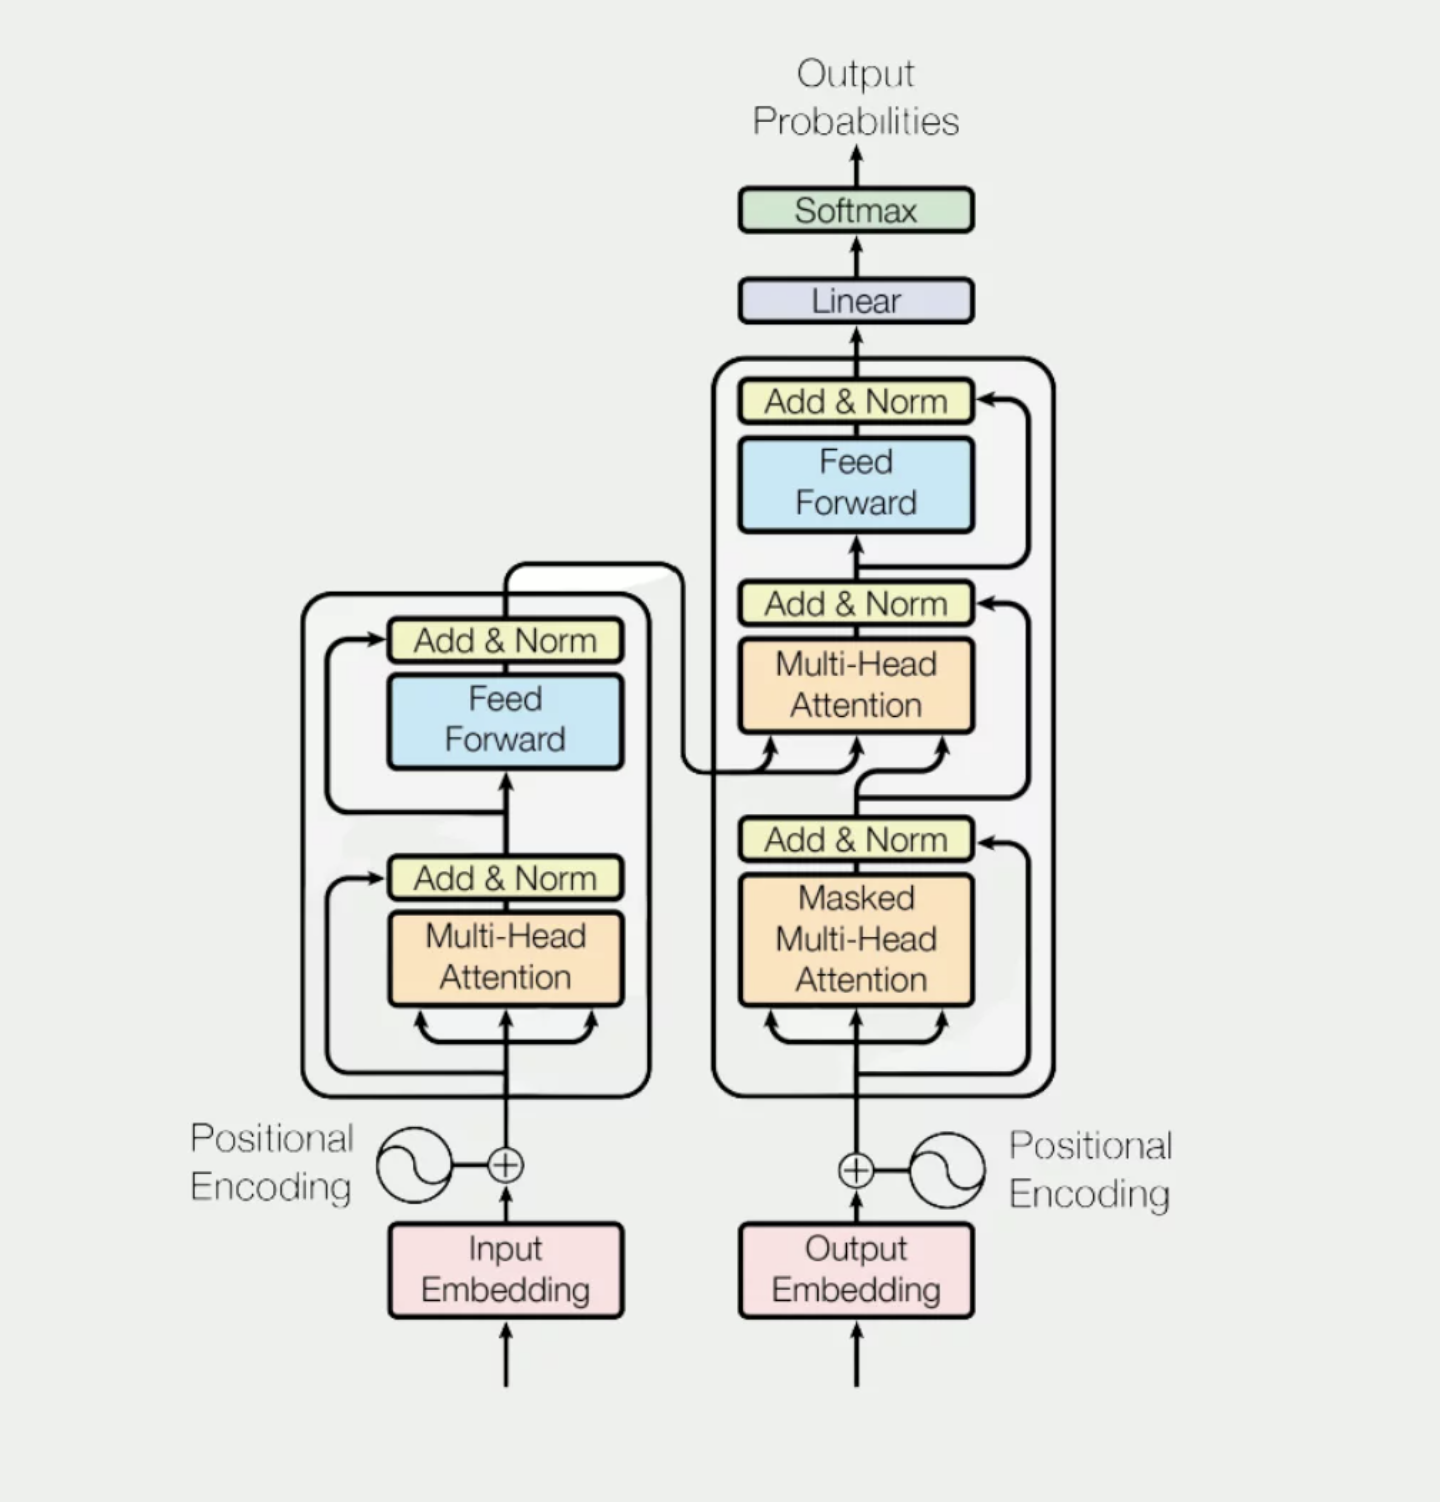 Output
Probabilities
Softmax
Linear
Add & Norm
Feed
Forward
Add & Norm
Multi-Head
Attention
Add & Norm
Masked
Multi-Head
Attention
Add & Norm
Feed
Forward
Add & Norm
Multi-Head
Attention
Positional
Encoding
Positional
Encoding
Input
Embedding
Output
Embedding